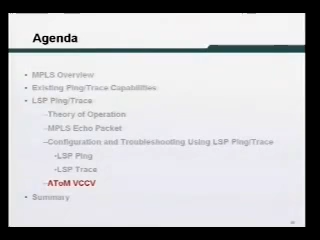 Agenda
• MPLS Overview
• Existing Ping/Trace Capabilities
• LSP Ping/Trace
–Theory of Operation
–MPLS Echo Packet
–Configuration and Troubleshooting Using LSP Ping/Trace
•LSP Ping
•LSP Trace
–AToM VCCV
• Summary